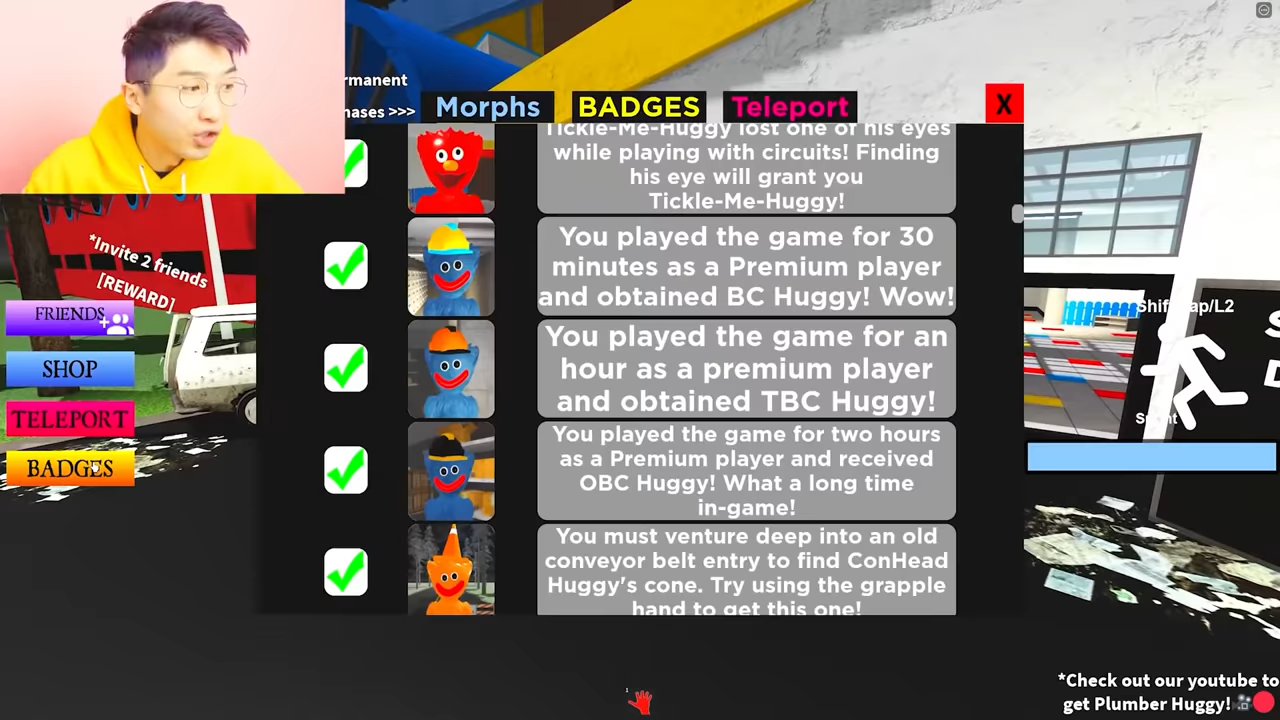 rmanent
hases >>>
Morphs
BADGES
Teleport
X
Tickle-Me-Huggy lost one of his eyes
while playing with circuits! Finding
his eye will grant you
Tickle-Me-Huggy!
You played the game for 30
minutes as a Premium player
and obtained BC Huggy! Wow!
You played the game for an
hour as a premium player
and obtained TBC Huggy!
You played the game for two hours
as a Premium player and received
OBC Huggy! What a long time
in-game!
You must venture deep into an old
conveyor belt entry to find ConHead
Huggy's cone. Try using the grapple
hand to get this one!
*Invite 2 friends
[REWARD]
FRIENDS
SHOP
TELEPORT
BADGES
1
*Check out our youtube to
get Plumber Huggy!